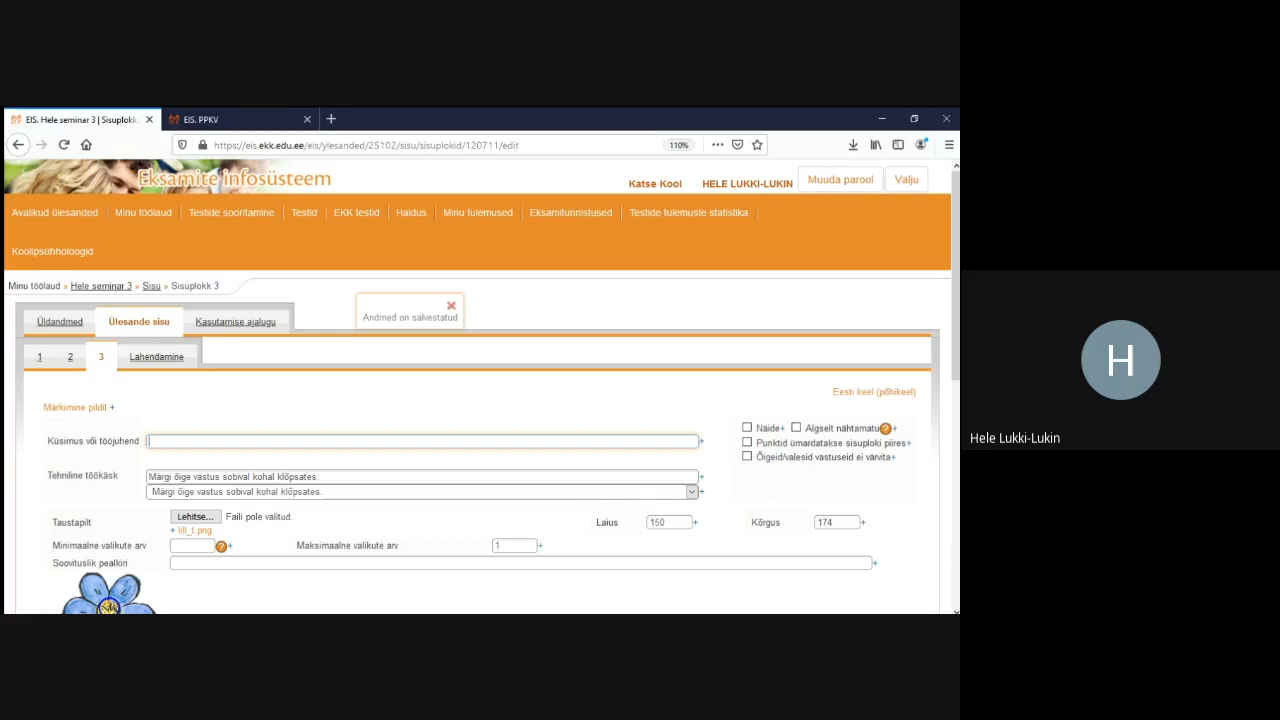 EIS. Hele seminar 3 | Sisuplokk
EIS. PPKV
https://eis.ekk.edu.ee/eis/ylesanded/25102/sisu/sisuplokid/120711/edit
110%
Eksamite infosüsteem
Katse Kool HELE LUKKI-LUKIN Muuda parool Välju
Avalikud ülesanded Minu töölaud Testide sooritamine Testid EKK testid Haldus Minu tulemused Eksamitunnistused Testide tulemuste statistika
Koolipsühholoogid
Minu töölaud » Hele seminar 3 » Sisu » Sisuplokk 3
Andmed on salvestatud
Üldandmed Ülesande sisu Kasutamise ajalugu
1 2 3 Lahendamine
Eesti keel (põhikeel)
Märkimine pildil +
Küsimus või tööjuhend +
Näide+ Algselt nähtamatu ?+
Punktid ümardatakse sisuploki piires+
Õigeid/valesid vastuseid ei värvita+
Tehniline töökäsk Märgi õige vastus sobival kohal klõpsates. +
Märgi õige vastus sobival kohal klõpsates. +
Taustapilt Lehitse... Faili pole valitud. Laius 150 + Kõrgus 174 +
+ lill_t.png
Minimaalne valikute arv ?+ Maksimaalne valikute arv 1 +
Soovituslik pealkiri +
H
Hele Lukki-Lukin